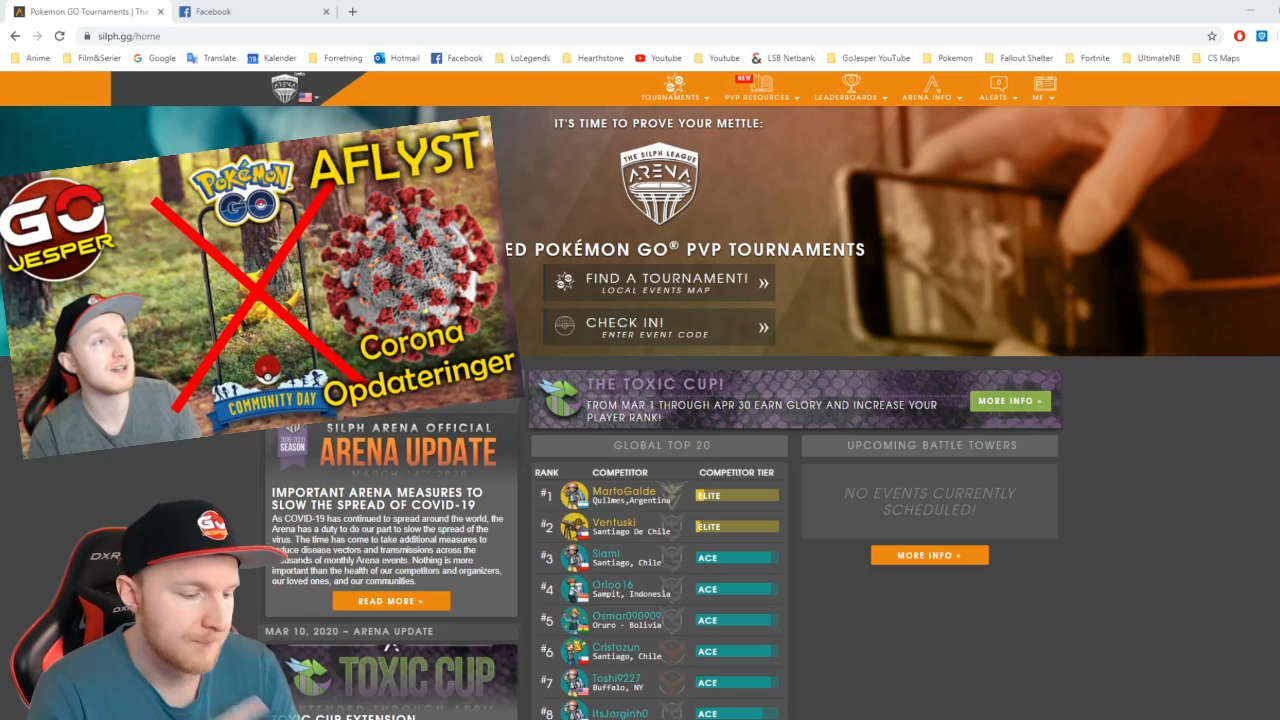 Pokemon GO Tournaments | The
Facebook
silph.gg/home
Anime
Film&Serier
Google
Translate
Kalender
Forretning
Hotmail
Facebook
LoLegends
Hearthstone
Youtube
Youtube
LSB Netbank
GoJesper YouTube
Pokemon
Fallout Shelter
Fortnite
UltimateNB
CS Maps
TOURNAMENTS
NEW
PVP RESOURCES
LEADERBOARDS
ARENA INFO
ALERTS
ME
IT'S TIME TO PROVE YOUR METTLE:
THE SILPH LEAGUE
ARENA
ED POKÉMON GO® PVP TOURNAMENTS
FIND A TOURNAMENT! »
LOCAL EVENTS MAP
CHECK IN! »
ENTER EVENT CODE
AFLYST
POKéMON
GO
GO
JESPER
Corona
Opdateringer
COMMUNITY DAY
THE TOXIC CUP!
FROM MAR 1 THROUGH APR 30 EARN GLORY AND INCREASE YOUR
PLAYER RANK!
MORE INFO »
SILPH ARENA OFFICIAL
SEASON
ARENA UPDATE
MARCH 14TH 2020
IMPORTANT ARENA MEASURES TO
SLOW THE SPREAD OF COVID-19
As COVID-19 has continued to spread around the world, the
Arena has a duty to do our part to slow the spread of the
virus. The time has come to take additional measures to
duce disease vectors and transmissions across the
usands of monthly Arena events. Nothing is more
important than the health of our competitors and organizers,
our loved ones, and our communities.
READ MORE »
MAR 10, 2020 ~ ARENA UPDATE
TOXIC CUP
EXTENDED THROUGH APRIL
TOXIC CUP EXTENSION
GLOBAL TOP 20
RANK COMPETITOR COMPETITOR TIER
#1 MartoGalde ELITE
Quilmes,Argentina
#2 Ventuski ELITE
Santiago De Chile
#3 Slaml ACE
Santiago, Chile
#4 Orioo16 ACE
Sampit, Indonesia
#5 Osmar090909 ACE
Oruro - Bolivia
#6 Cristozun ACE
Santiago, Chile
#7 Toshi9227 ACE
Buffalo, NY
#8 ItsJorginh0 ACE
UPCOMING BATTLE TOWERS
NO EVENTS CURRENTLY
SCHEDULED!
MORE INFO »
DXR